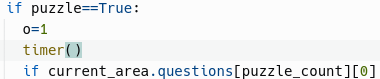 if puzzle==True:
o=1
timer()
if current_area.questions[puzzle_count][0]